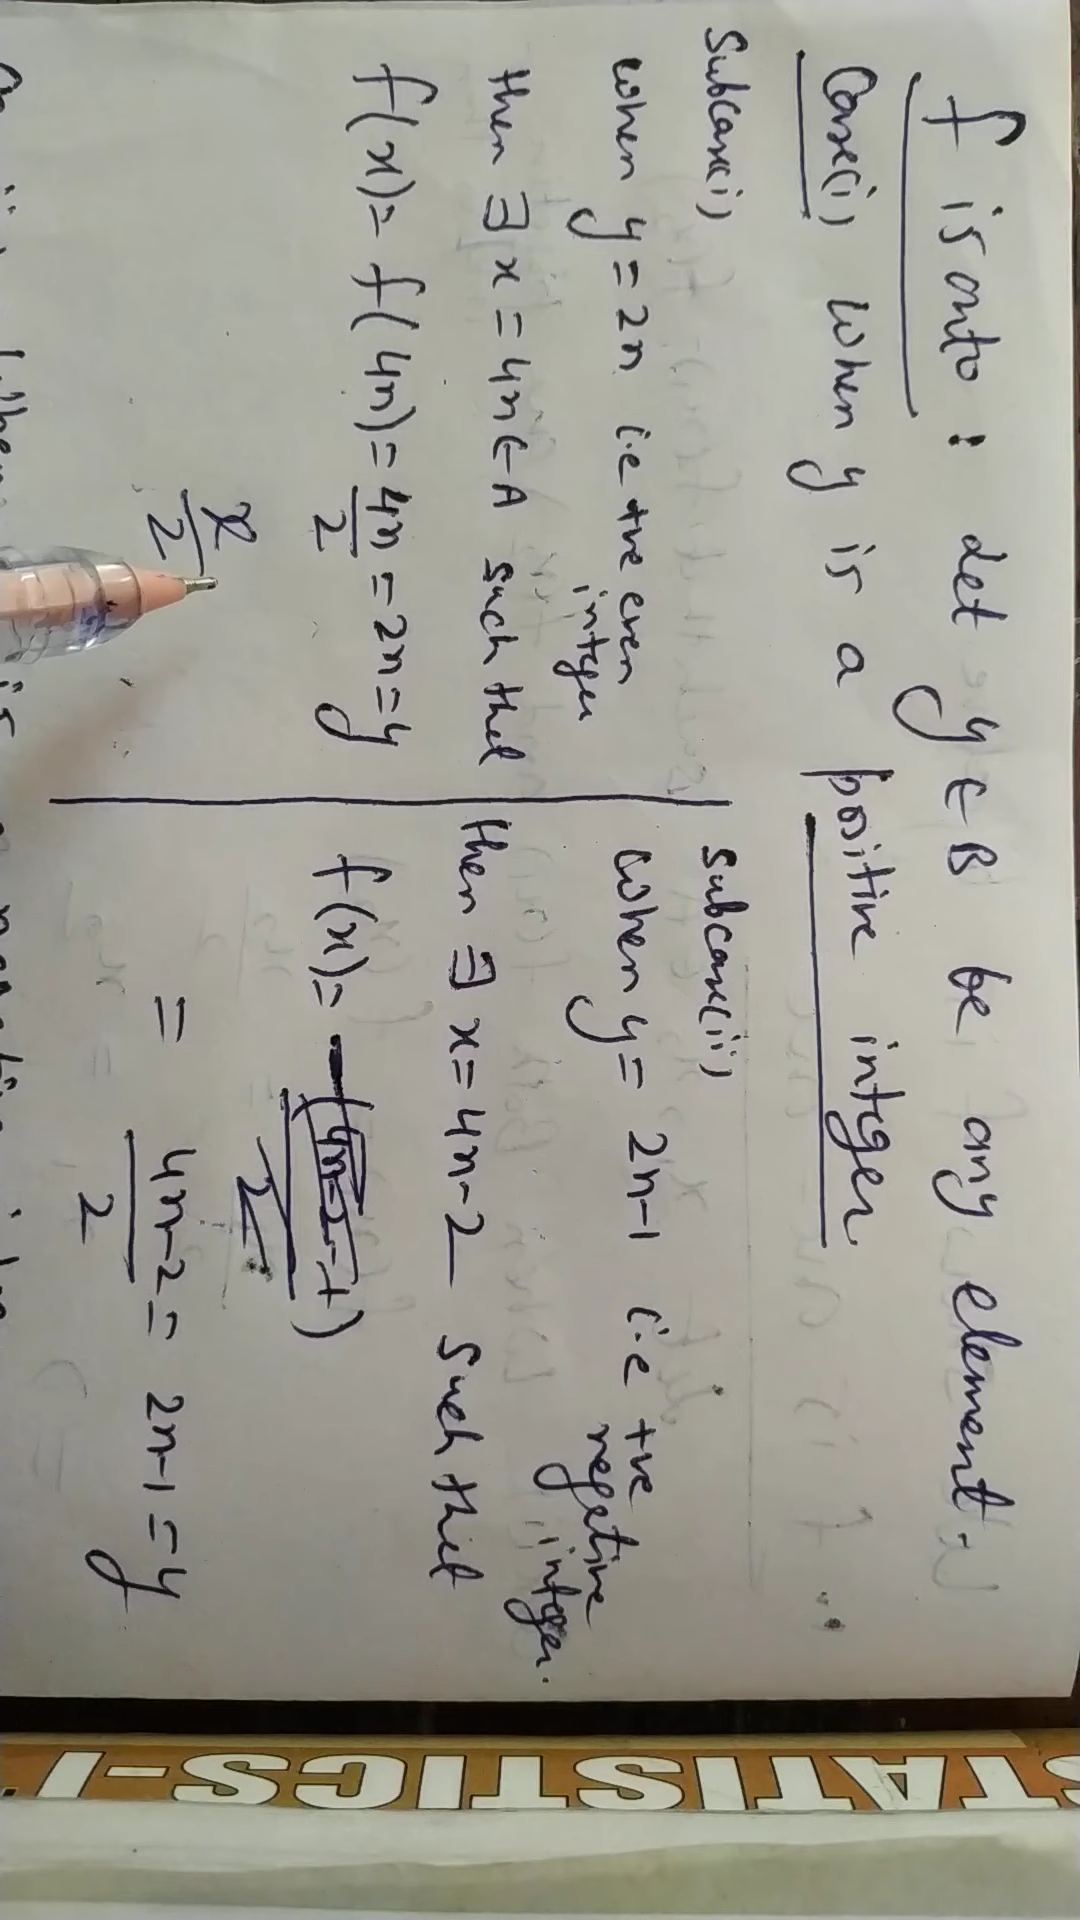 f is onto : Let y ∈ B be any element.
Case(i) When y is a positive integer.
Subcase(i)
When y = 2n i.e +ve even
integer
then ∃ x = 4n ∈ A such that
f(x) = f(4n) = 4n/2 = 2n = y
x/2
Subcase(ii)
When y = 2n-1 i.e +ve
negative
integer.
then ∃ x = 4n-2 such that
f(x) =
= 4n-2/2 = 2n-1 = y
STATISTICS-I